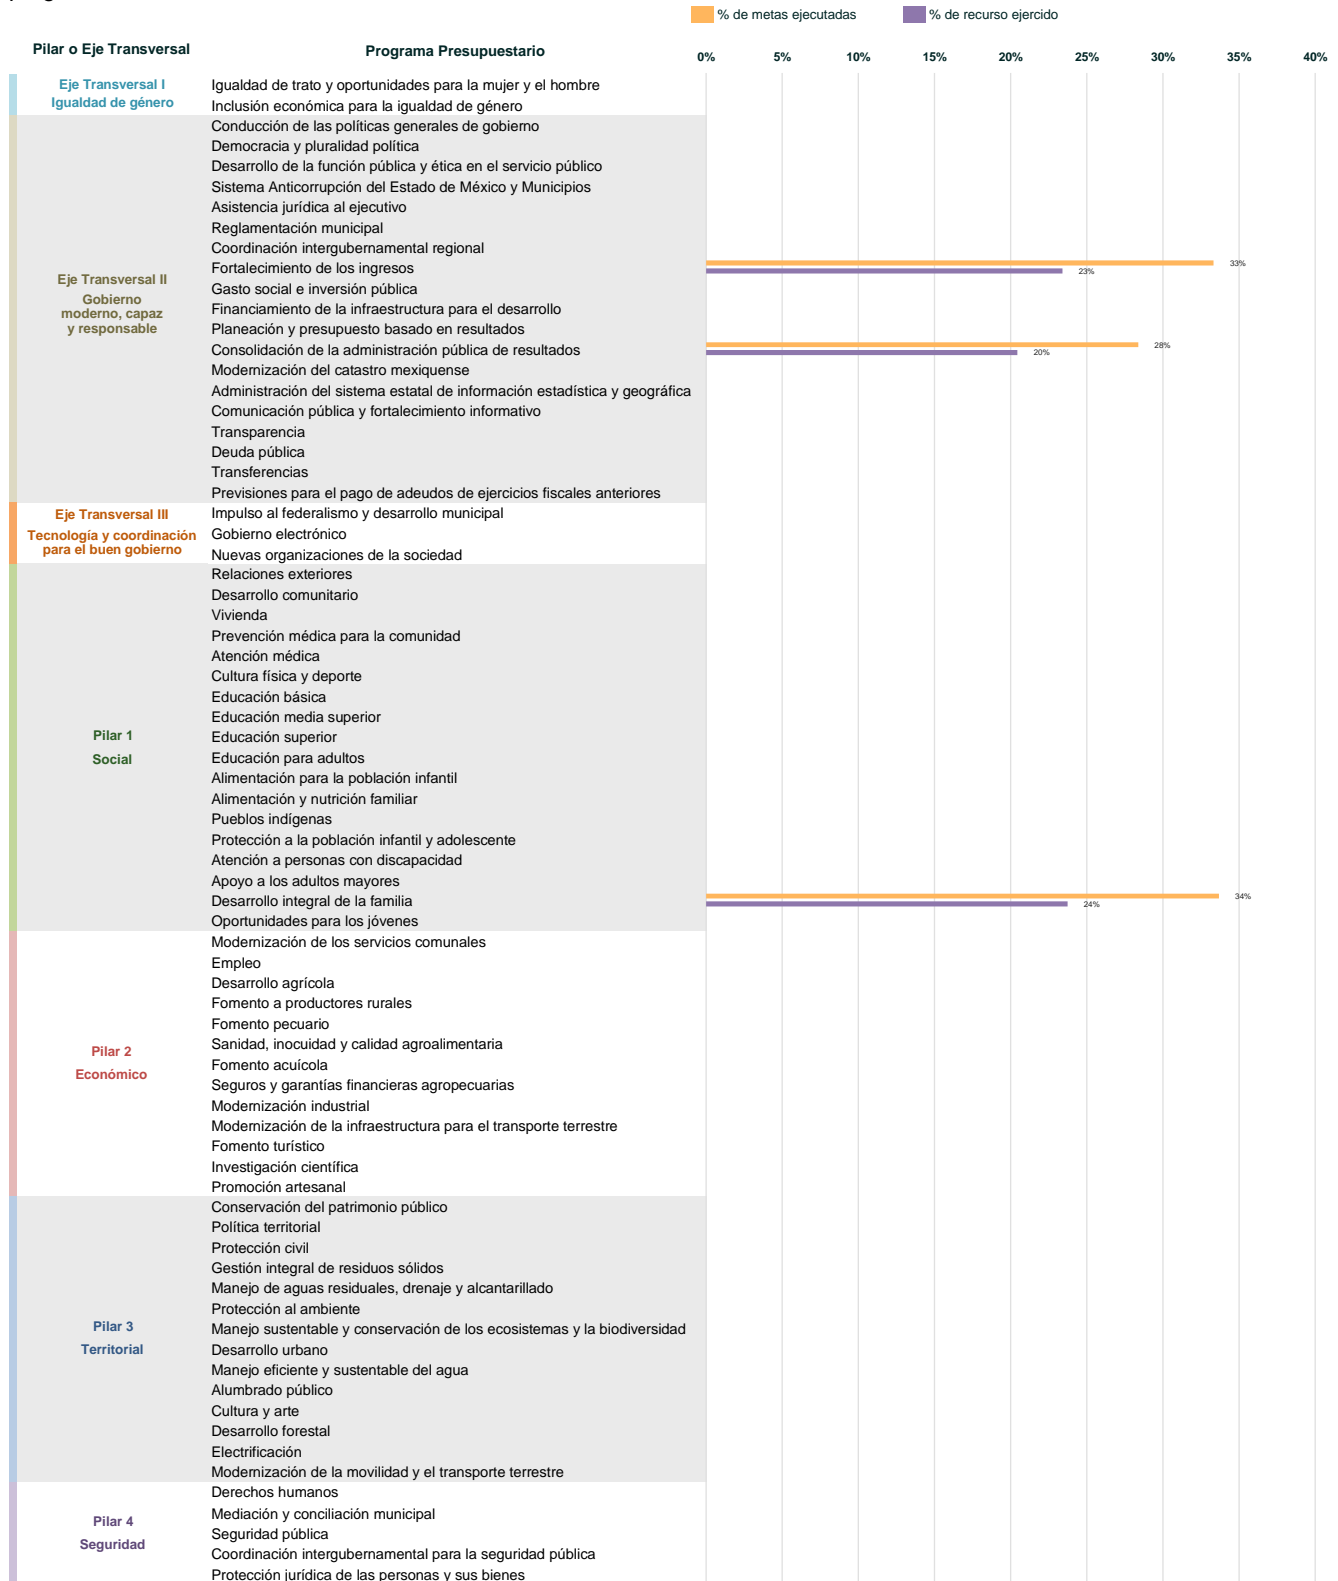 % de metas ejecutadas
% de recurso ejercido
Pilar o Eje Transversal
Programa Presupuestario
0%
5%
10%
15%
20%
25%
30%
35%
40%
Eje Transversal I
Igualdad de género
Igualdad de trato y oportunidades para la mujer y el hombre
Inclusión económica para la igualdad de género
Eje Transversal II
Gobierno
moderno, capaz
y responsable
Conducción de las políticas generales de gobierno
Democracia y pluralidad política
Desarrollo de la función pública y ética en el servicio público
Sistema Anticorrupción del Estado de México y Municipios
Asistencia jurídica al ejecutivo
Reglamentación municipal
Coordinación intergubernamental regional
Fortalecimiento de los ingresos
33%
23%
Gasto social e inversión pública
Financiamiento de la infraestructura para el desarrollo
Planeación y presupuesto basado en resultados
Consolidación de la administración pública de resultados
28%
20%
Modernización del catastro mexiquense
Administración del sistema estatal de información estadística y geográfica
Comunicación pública y fortalecimiento informativo
Transparencia
Deuda pública
Transferencias
Previsiones para el pago de adeudos de ejercicios fiscales anteriores
Eje Transversal III
Tecnología y coordinación
para el buen gobierno
Impulso al federalismo y desarrollo municipal
Gobierno electrónico
Nuevas organizaciones de la sociedad
Pilar 1
Social
Relaciones exteriores
Desarrollo comunitario
Vivienda
Prevención médica para la comunidad
Atención médica
Cultura física y deporte
Educación básica
Educación media superior
Educación superior
Educación para adultos
Alimentación para la población infantil
Alimentación y nutrición familiar
Pueblos indígenas
Protección a la población infantil y adolescente
Atención a personas con discapacidad
Apoyo a los adultos mayores
Desarrollo integral de la familia
34%
24%
Oportunidades para los jóvenes
Pilar 2
Económico
Modernización de los servicios comunales
Empleo
Desarrollo agrícola
Fomento a productores rurales
Fomento pecuario
Sanidad, inocuidad y calidad agroalimentaria
Fomento acuícola
Seguros y garantías financieras agropecuarias
Modernización industrial
Modernización de la infraestructura para el transporte terrestre
Fomento turístico
Investigación científica
Promoción artesanal
Pilar 3
Territorial
Conservación del patrimonio público
Política territorial
Protección civil
Gestión integral de residuos sólidos
Manejo de aguas residuales, drenaje y alcantarillado
Protección al ambiente
Manejo sustentable y conservación de los ecosistemas y la biodiversidad
Desarrollo urbano
Manejo eficiente y sustentable del agua
Alumbrado público
Cultura y arte
Desarrollo forestal
Electrificación
Modernización de la movilidad y el transporte terrestre
Pilar 4
Seguridad
Derechos humanos
Mediación y conciliación municipal
Seguridad pública
Coordinación intergubernamental para la seguridad pública
Protección jurídica de las personas y sus bienes